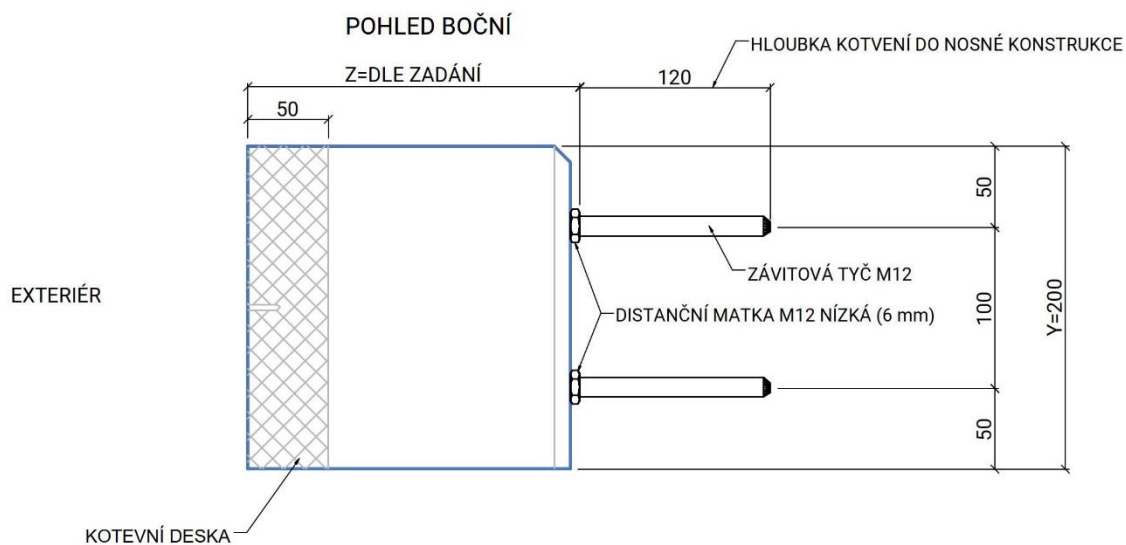 POHLED BOČNÍ
HLOUBKA KOTVENÍ DO NOSNÉ KONSTRUKCE
Z=DLE ZADÁNÍ
120
50
50
ZÁVITOVÁ TYČ M12
EXTERIÉR
DISTANČNÍ MATKA M12 NÍZKÁ (6 mm)
100
Y=200
50
KOTEVNÍ DESKA